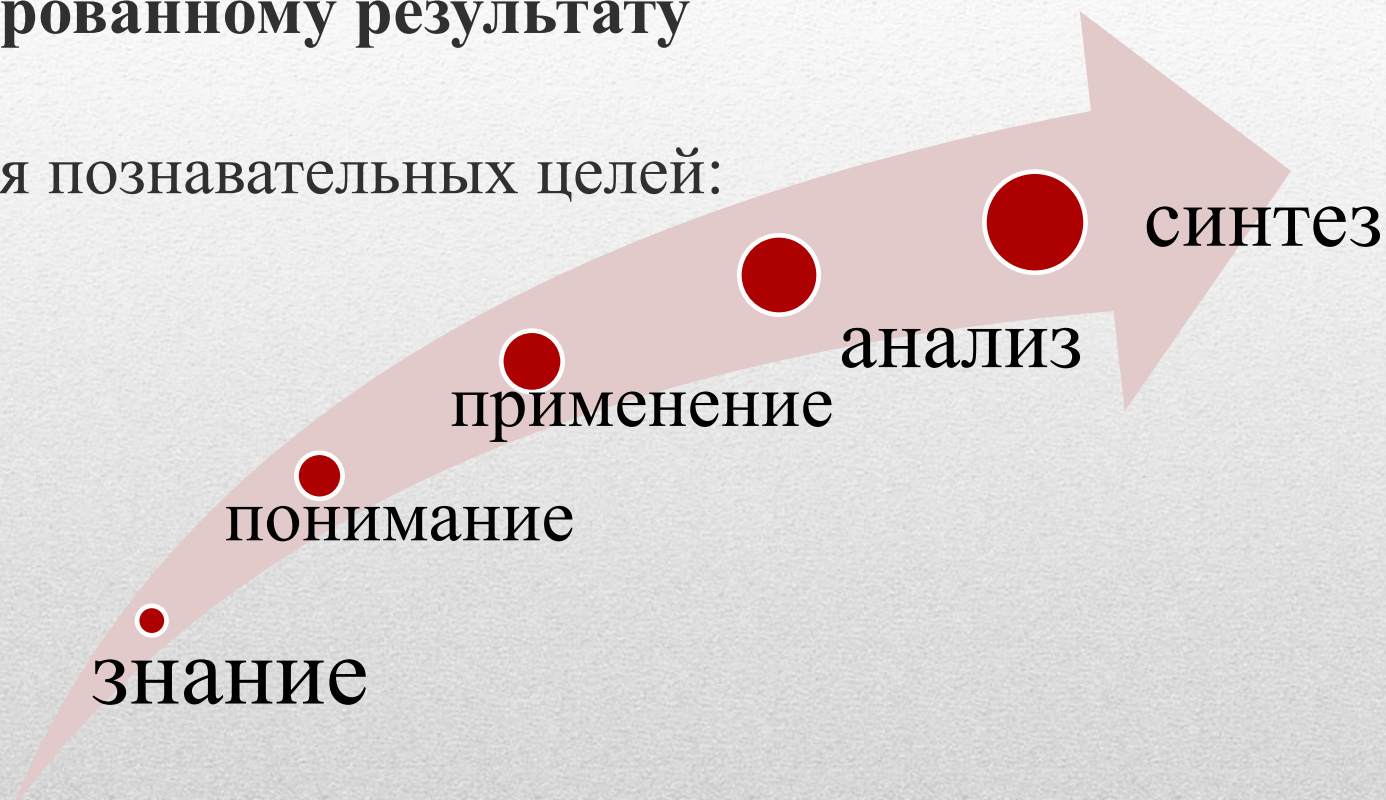 рованному результату
я познавательных целей:
синтез
анализ
применение
понимание
знание